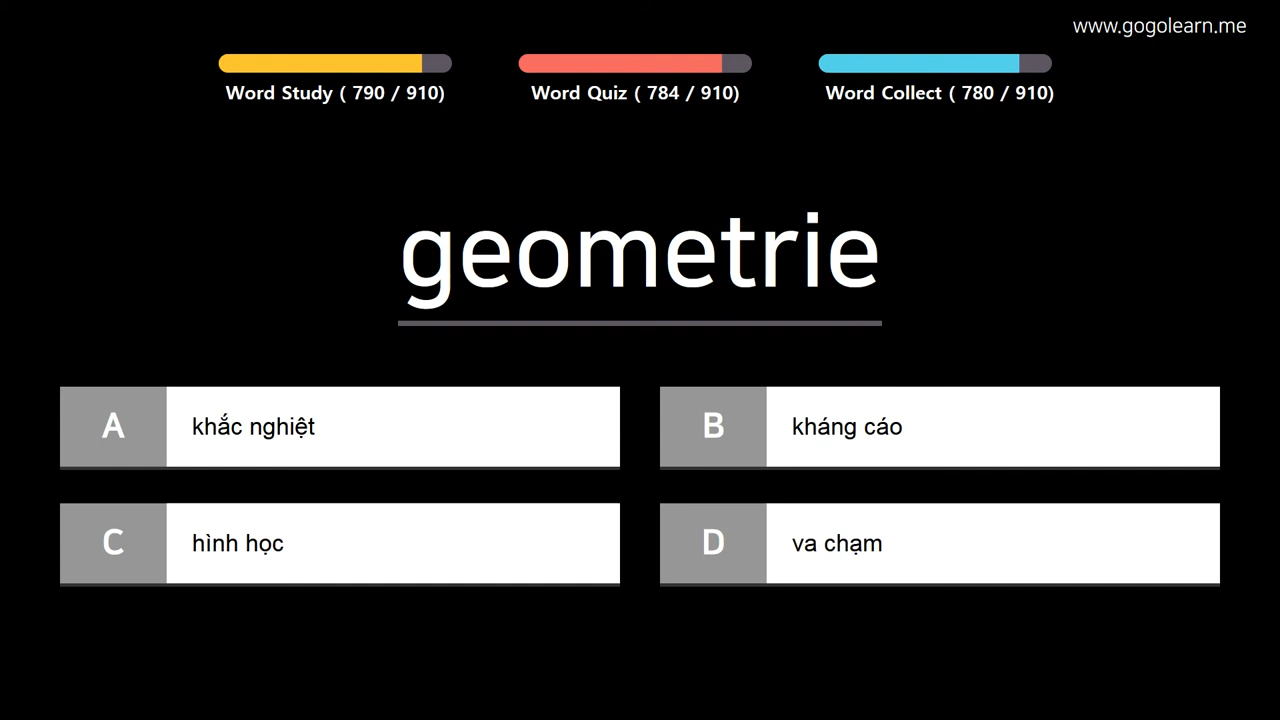 www.gogolearn.me
Word Study ( 790 / 910)
Word Quiz ( 784 / 910)
Word Collect ( 780 / 910)
geometrie
A khắc nghiệt
B kháng cáo
C hình học
D va chạm